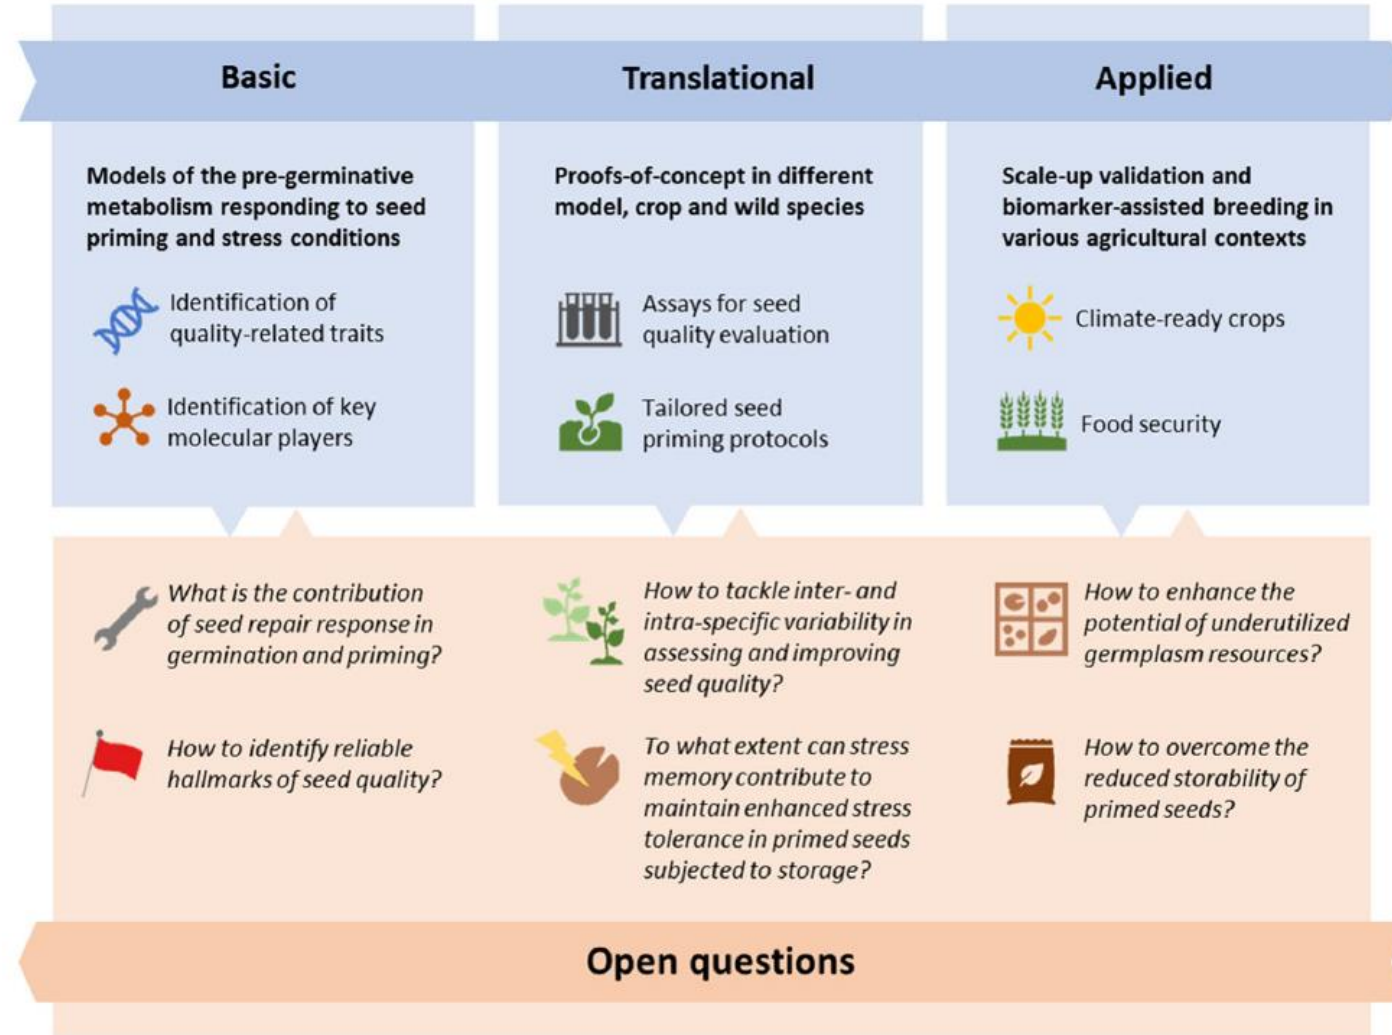 Basic
Translational
Applied
Models of the pre-germinative
metabolism responding to seed
priming and stress conditions
Identification of
quality-related traits
Identification of key
molecular players
Proofs-of-concept in different
model, crop and wild species
Assays for seed
quality evaluation
Tailored seed
priming protocols
Scale-up validation and
biomarker-assisted breeding in
various agricultural contexts
Climate-ready crops
Food security
What is the contribution
of seed repair response in
germination and priming?
How to identify reliable
hallmarks of seed quality?
How to tackle inter- and
intra-specific variability in
assessing and improving
seed quality?
To what extent can stress
memory contribute to
maintain enhanced stress
tolerance in primed seeds
subjected to storage?
How to enhance the
potential of underutilized
germplasm resources?
How to overcome the
reduced storability of
primed seeds?
Open questions